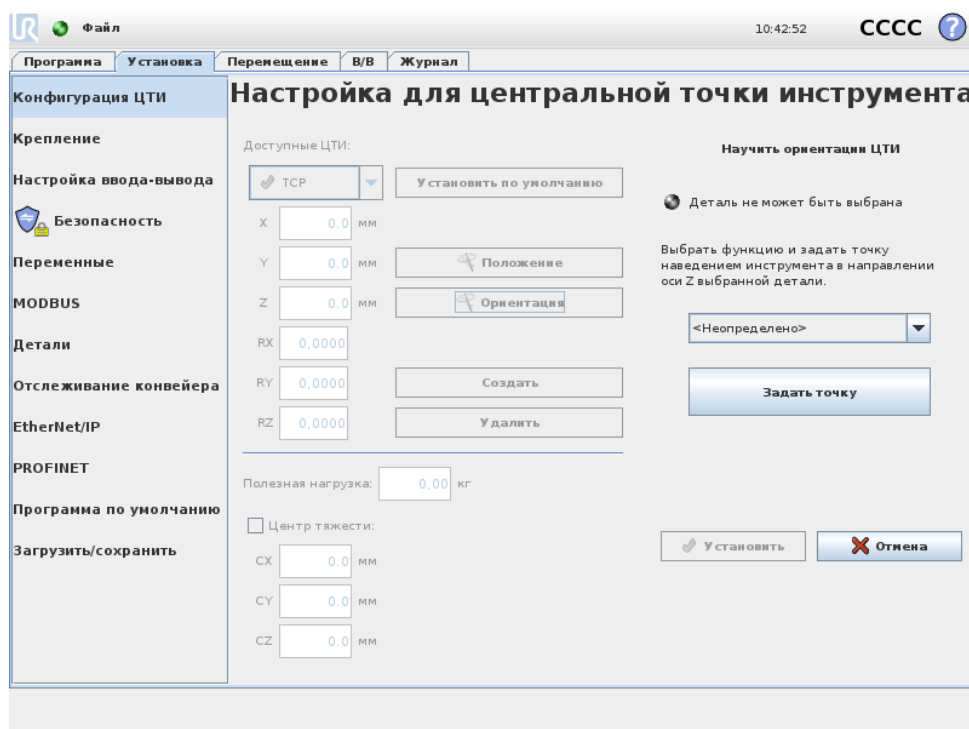 UR Файл 10:42:52 CCCC ?
Программа Установка Перемещение В/В Журнал
Конфигурация ЦТИ
Крепление
Настройка ввода-вывода
Безопасность
Переменные
MODBUS
Детали
Отслеживание конвейера
EtherNet/IP
PROFINET
Программа по умолчанию
Загрузить/сохранить
Настройка для центральной точки инструмента
Доступные ЦТИ:
TCP Установить по умолчанию
X 0.0 мм
Y 0.0 мм Положение
Z 0.0 мм Ориентация
RX 0,0000
RY 0,0000 Создать
RZ 0,0000 Удалить
Полезная нагрузка: 0,00 кг
Центр тяжести:
CX 0.0 мм
CY 0.0 мм
CZ 0.0 мм
Научить ориентации ЦТИ
Деталь не может быть выбрана
Выбрать функцию и задать точку
наведением инструмента в направлении
оси Z выбранной детали.
<Неопределено>
Задать точку
Установить Отмена